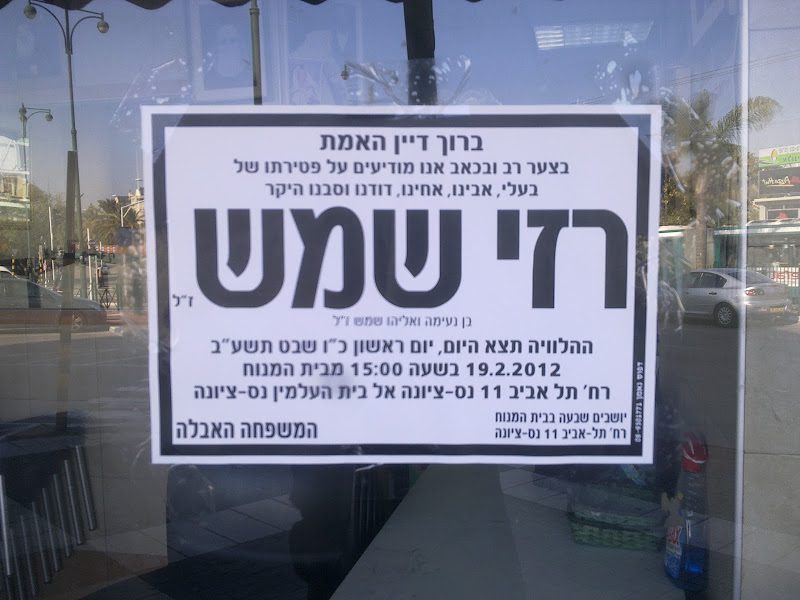 ברוך דיין האמת
בצער רב ובכאב אנו מודיעים על פטירתו של
בעלי, אבינו, אחינו, דודנו וסבנו היקר
רזי שמש
ז"ל
בן נעימה ואליהו שמש ז"ל
ההלוויה תצא היום, יום ראשון כ"ו שבט תשע"ב
19.2.2012 בשעה 15:00 מבית המנוח
רח' תל אביב 11 נס-ציונה אל בית העלמין נס-ציונה
יושבים שבעה בבית המנוח
רח' תל-אביב 11 נס-ציונה
המשפחה האבלה